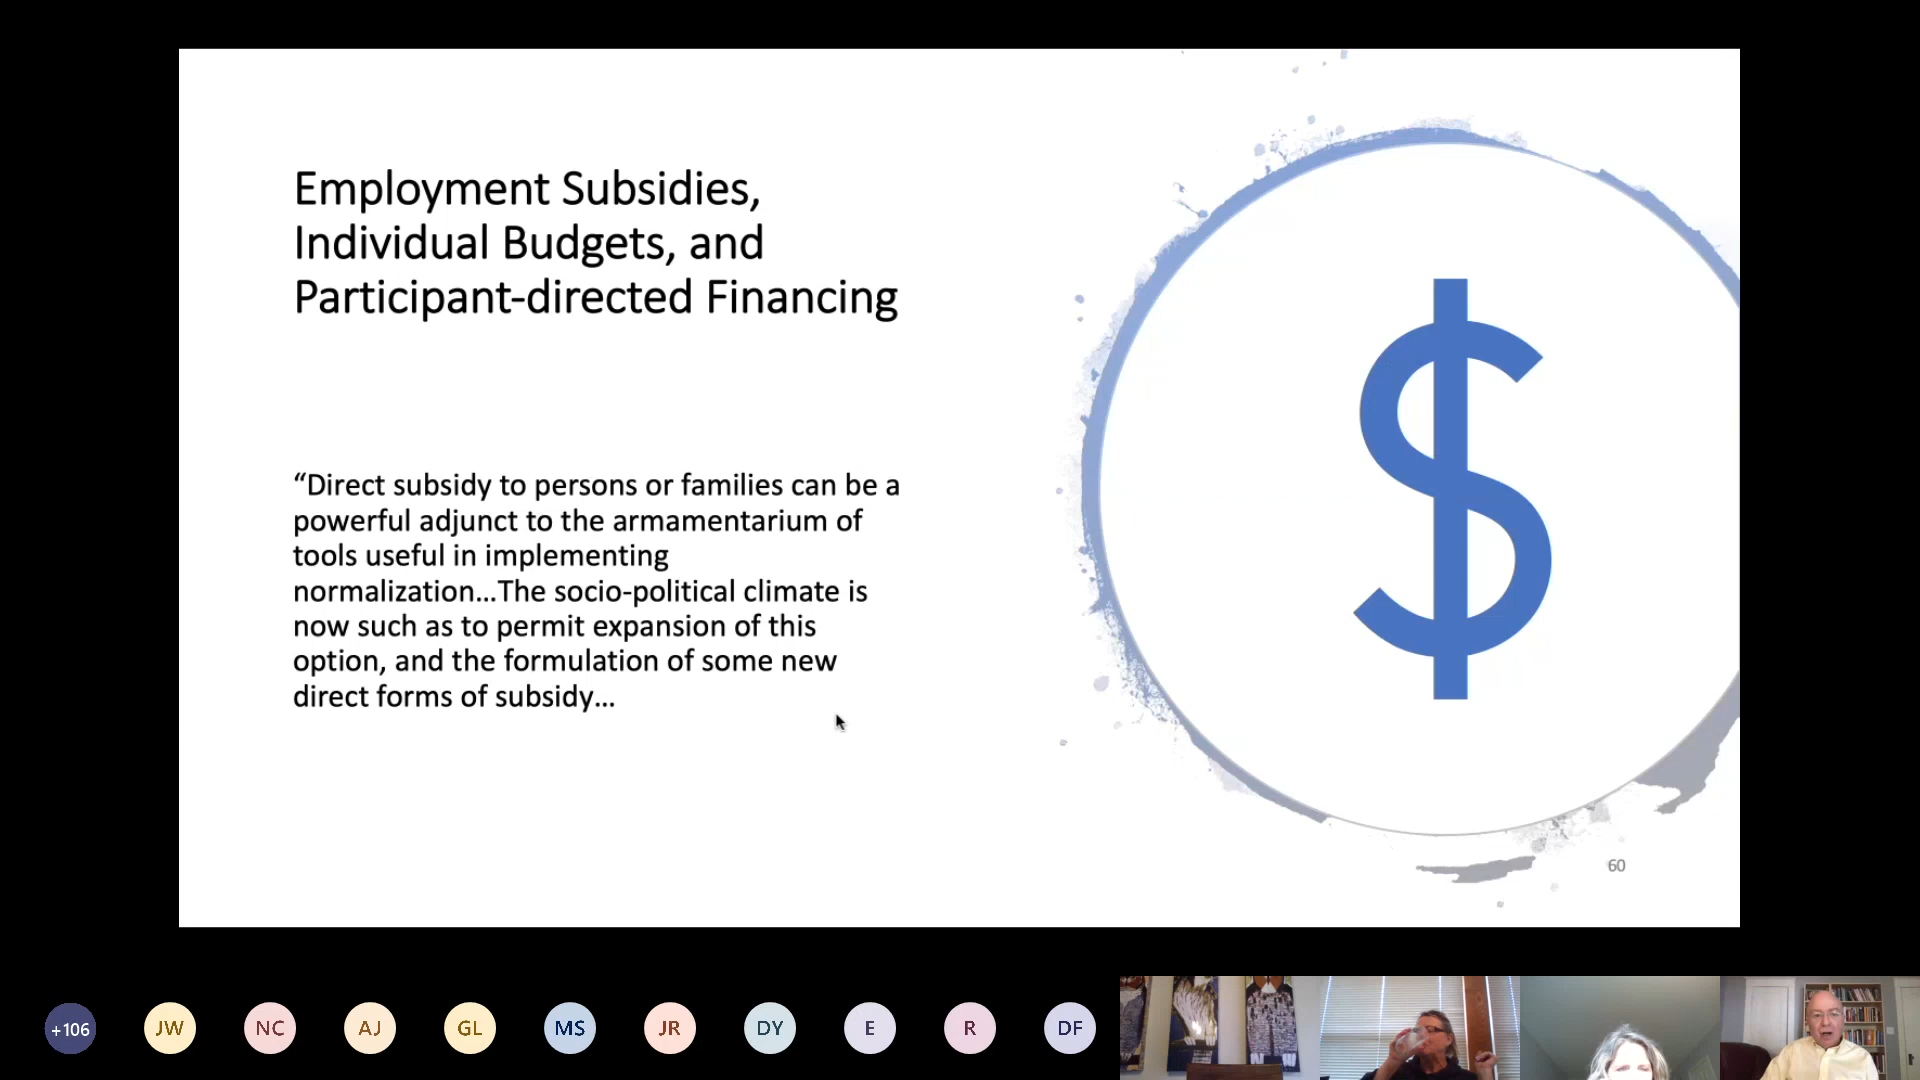 Employment Subsidies,
Individual Budgets, and
Participant-directed Financing
“Direct subsidy to persons or families can be a
powerful adjunct to the armamentarium of
tools useful in implementing
normalization...The socio-political climate is
now such as to permit expansion of this
option, and the formulation of some new
direct forms of subsidy...
$
60
+106 JW NC AJ GL MS JR DY E R DF